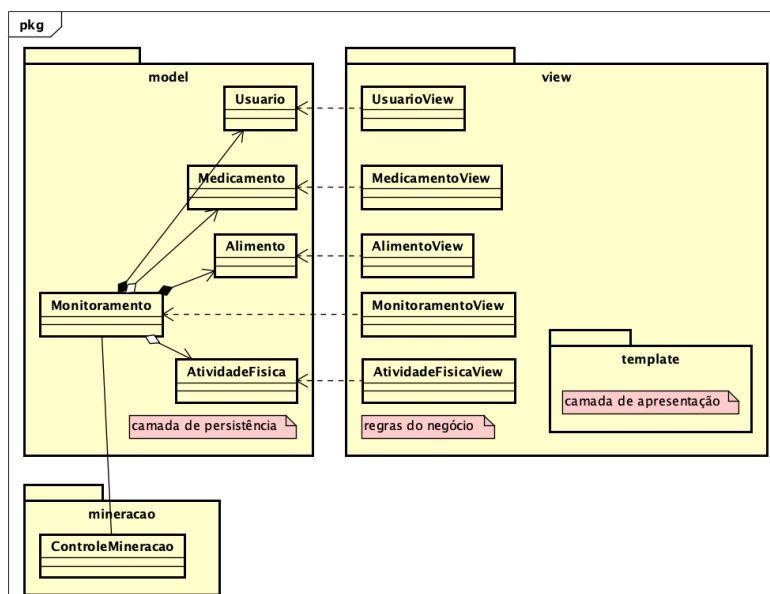 pkg
model
view
Usuario
UsuarioView
Medicamento
MedicamentoView
Alimento
AlimentoView
Monitoramento
MonitoramentoView
AtividadeFisica
AtividadeFisicaView
template
camada de apresentação
camada de persistência
regras do negócio
mineracao
ControleMineracao